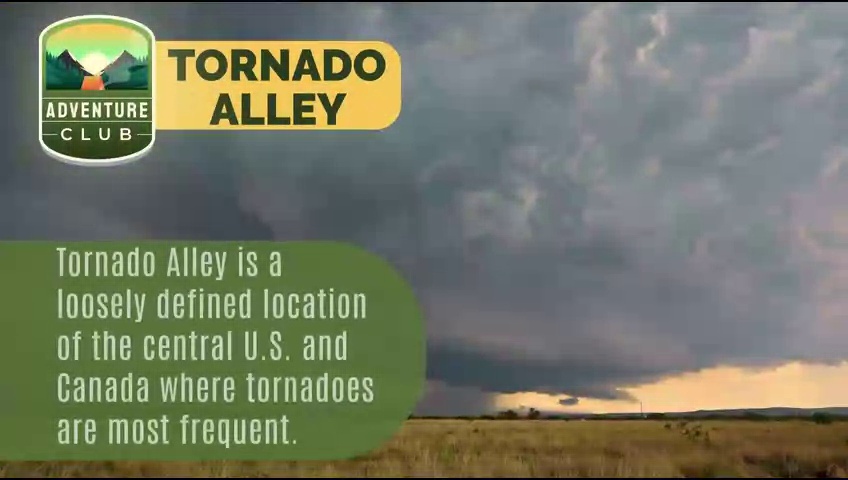 TORNADO
ALLEY
ADVENTURE
CLUB
Tornado Alley is a
loosely defined location
of the central U.S. and
Canada where tornadoes
are most frequent.